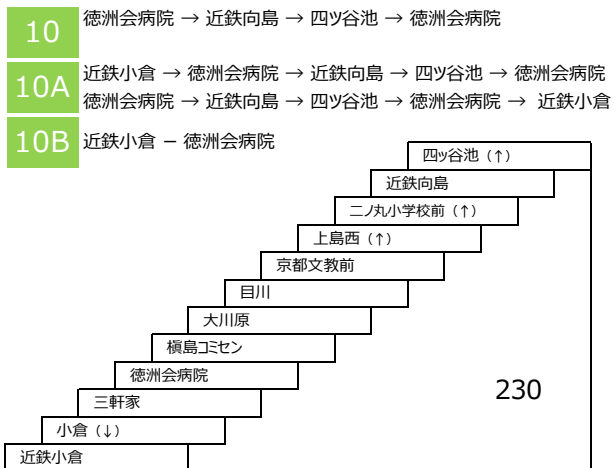 10 徳洲会病院 → 近鉄向島 → 四ツ谷池 → 徳洲会病院
10A 近鉄小倉 → 徳洲会病院 → 近鉄向島 → 四ツ谷池 → 徳洲会病院
徳洲会病院 → 近鉄向島 → 四ツ谷池 → 徳洲会病院 → 近鉄小倉
10B 近鉄小倉 − 徳洲会病院
四ッ谷池（↑）
近鉄向島
二ノ丸小学校前（↑）
上島西（↑）
京都文教前
目川
大川原
槇島コミセン
徳洲会病院
三軒家
230
小倉（↓）
近鉄小倉